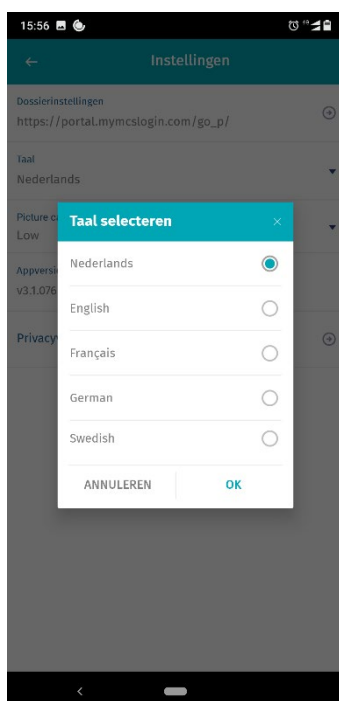 15:56
Instellingen
Dossierinstellingen
https://portal.mymcslogin.com/go_p/
Taal
Nederlands
Picture
Low
Taal selecteren
Appversi
v3.1.076
Privacy
Nederlands
English
Français
German
Swedish
ANNULEREN OK